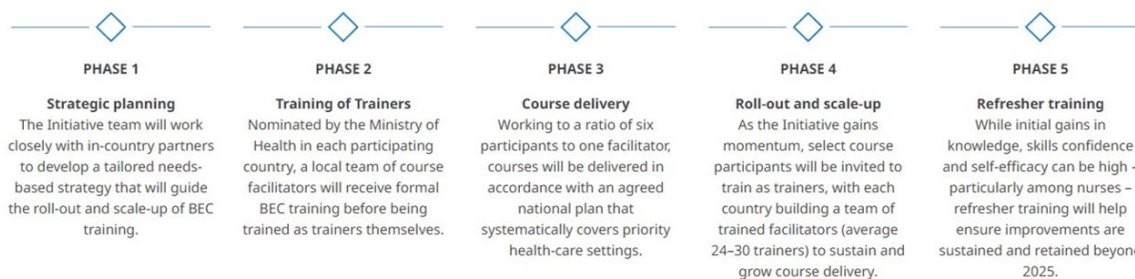 PHASE 1
Strategic planning
The Initiative team will work
closely with in-country partners
to develop a tailored needs-
based strategy that will guide
the roll-out and scale-up of BEC
training.
PHASE 2
Training of Trainers
Nominated by the Ministry of
Health in each participating
country, a local team of course
facilitators will receive formal
BEC training before being
trained as trainers themselves.
PHASE 3
Course delivery
Working to a ratio of six
participants to one facilitator,
courses will be delivered in
accordance with an agreed
national plan that
systematically covers priority
health-care settings.
PHASE 4
Roll-out and scale-up
As the Initiative gains
momentum, select course
participants will be invited to
train as trainers, with each
country building a team of
trained facilitators (average
24–30 trainers) to sustain and
grow course delivery.
PHASE 5
Refresher training
While initial gains in
knowledge, skills confidence
and self-efficacy can be high -
particularly among nurses –
refresher training will help
ensure improvements are
sustained and retained beyond
2025.